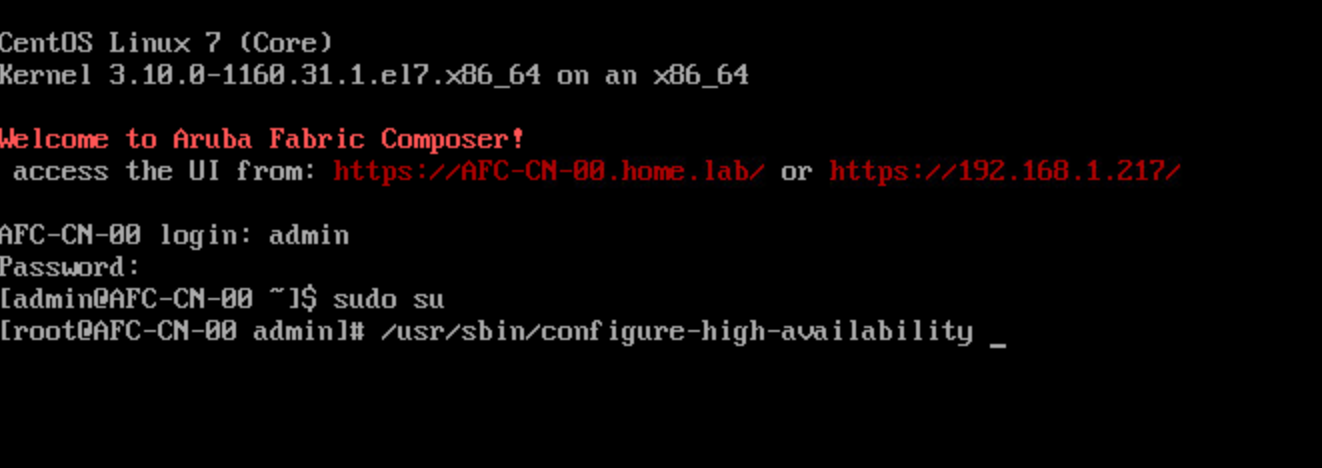 CentOS Linux 7 (Core)
Kernel 3.10.0-1160.31.1.el7.x86_64 on an x86_64
Welcome to Aruba Fabric Composer!
access the UI from: https://AFC-CN-00.home.lab/ or https://192.168.1.217/
AFC-CN-00 login: admin
Password:
[admin@AFC-CN-00 ~]$ sudo su
[root@AFC-CN-00 admin]# /usr/sbin/configure-high-availability _